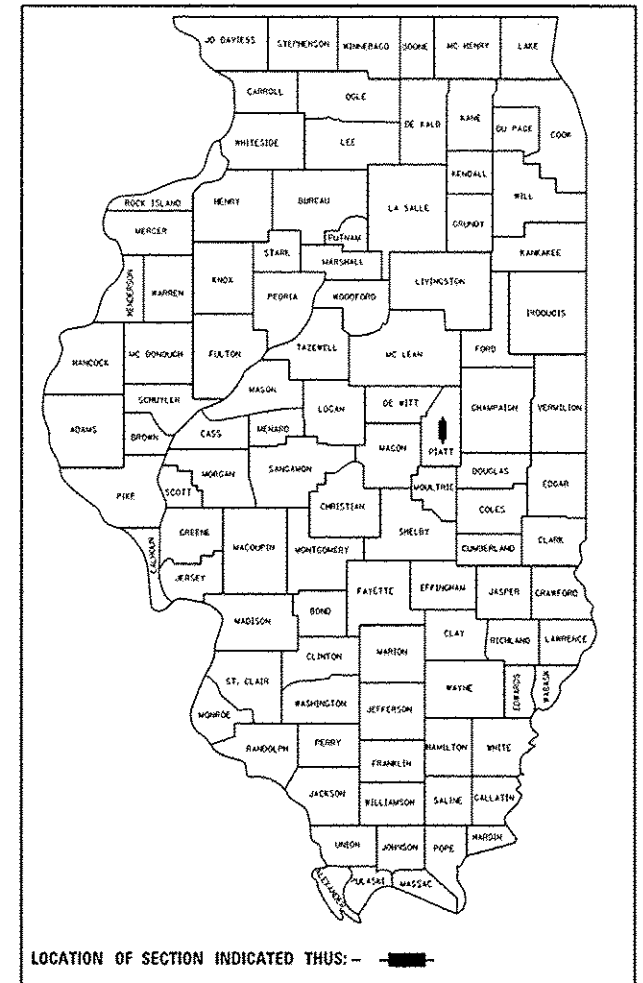 JO DAVIESS STEPHENSON WINNEBAGO BOONE MC HENRY LAKE
CARROLL OGLE
DE KALB KANE DU PAGE COOK
WHITESIDE LEE
KENDALL
ROCK ISLAND HENRY BUREAU LA SALLE GRUNDY WILL
MERCER PUTNAM
STARK MARSHALL KANKAKEE
HENDERSON WARREN KNOX PEORIA WOODFORD LIVINGSTON IROQUOIS
HANCOCK MC DONOUGH FULTON TAZEWELL MC LEAN FORD
SCHUYLER MASON LOGAN DE WITT CHAMPAIGN VERMILION
ADAMS BROWN CASS MENARD MACON PIATT
PIKE SCOTT MORGAN SANGAMON MOULTRIE DOUGLAS EDGAR
CHRISTIAN COLES
CALHOUN GREENE MACOUPIN MONTGOMERY SHELBY CUMBERLAND CLARK
JERSEY FAYETTE EFFINGHAM JASPER CRAWFORD
MADISON BOND CLAY RICHLAND LAWRENCE
CLINTON MARION
ST. CLAIR WAYNE EDWARDS WABASH
MONROE WASHINGTON JEFFERSON
RANDOLPH PERRY HAMILTON WHITE
FRANKLIN
JACKSON WILLIAMSON SALINE GALLATIN
UNION JOHNSON POPE HARDIN
ALEXANDER PULASKI MASSAC
LOCATION OF SECTION INDICATED THUS: -